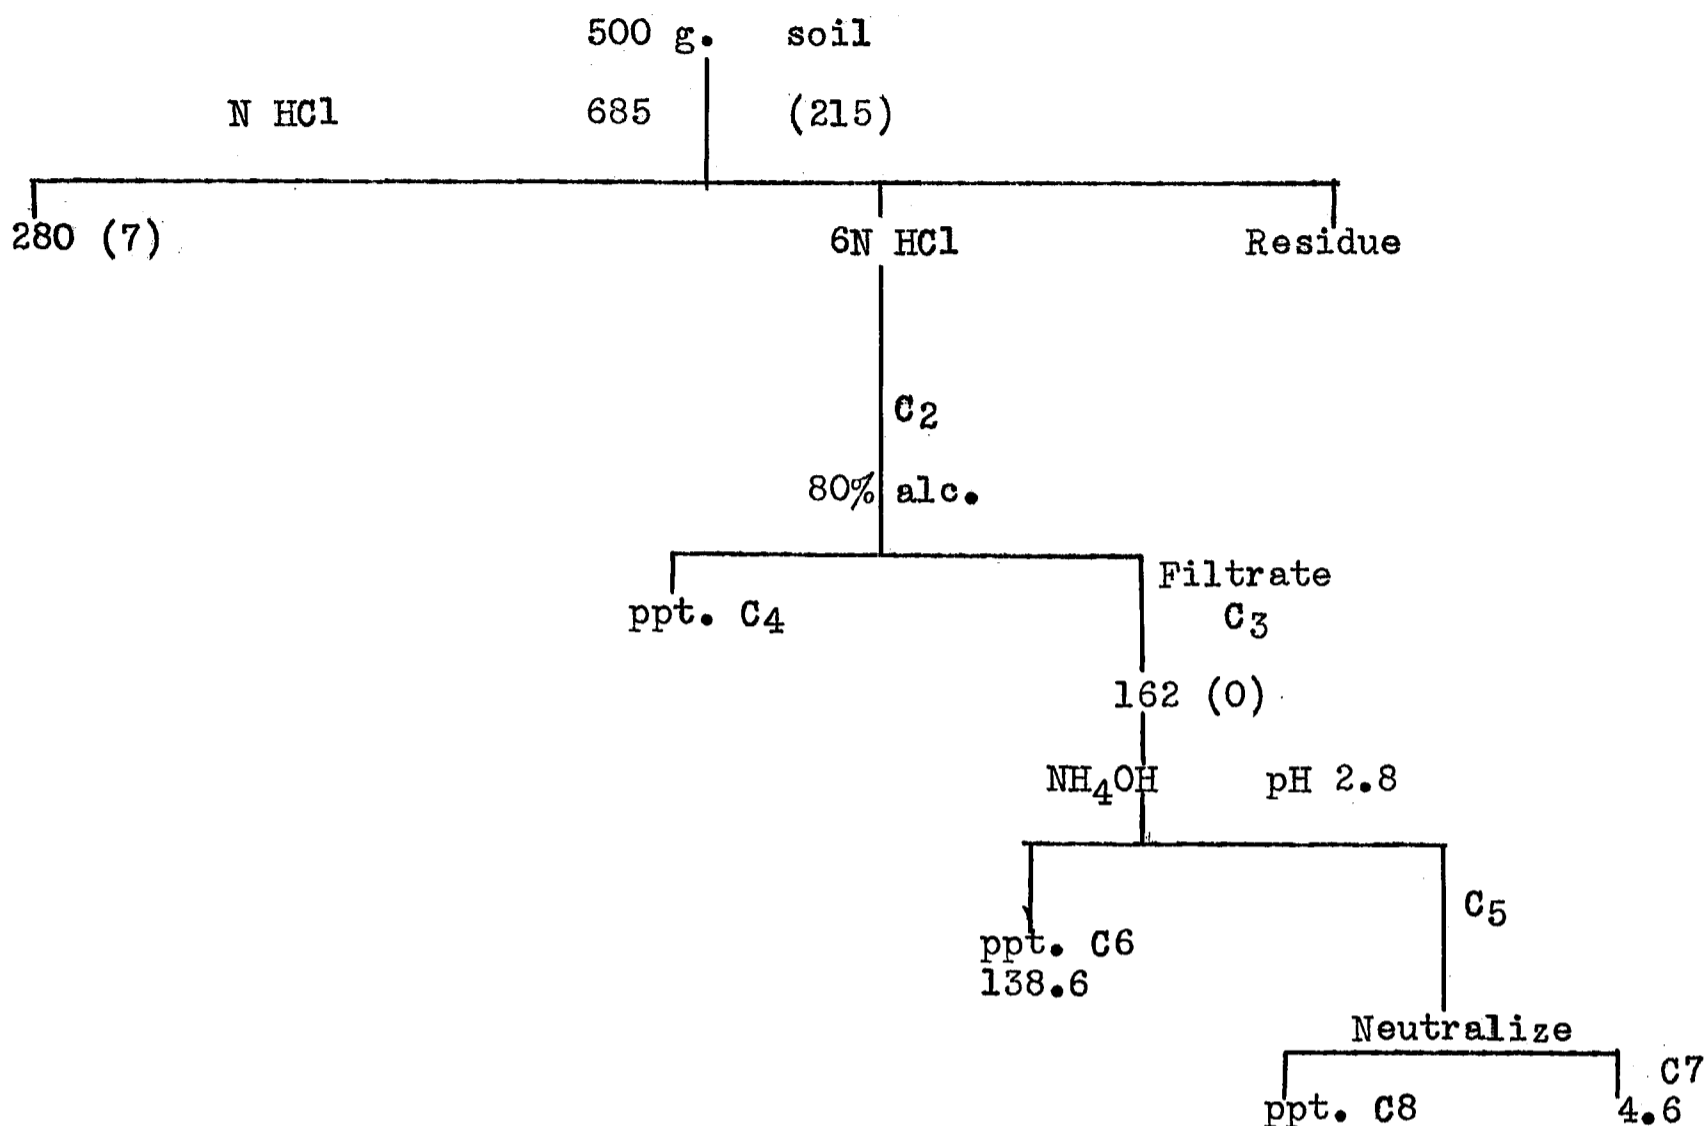 500 g. soil
N HCl 685 (215)
280 (7) 6N HCl Residue
C2
80% alc.
Filtrate
ppt. C4 C3
162 (0)
NH4OH pH 2.8
C5
ppt. C6
138.6
Neutralize
C7
ppt. C8 4.6